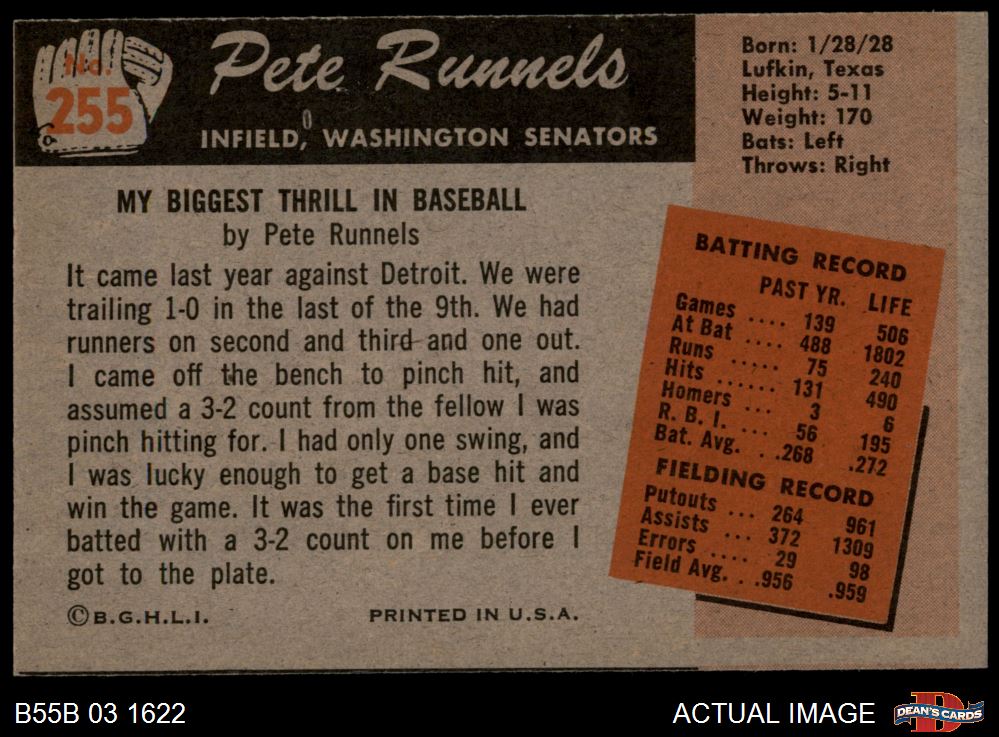 No.
255
Pete Runnels
INFIELD, WASHINGTON SENATORS
0
Born: 1/28/28
Lufkin, Texas
Height: 5-11
Weight: 170
Bats: Left
Throws: Right
MY BIGGEST THRILL IN BASEBALL
by Pete Runnels
It came last year against Detroit. We were
trailing 1-0 in the last of the 9th. We had
runners on second and third and one out.
I came off the bench to pinch hit, and
assumed a 3-2 count from the fellow I was
pinch hitting for. I had only one swing, and
I was lucky enough to get a base hit and
win the game. It was the first time I ever
batted with a 3-2 count on me before I
got to the plate.
©B.G.H.L.I. PRINTED IN U.S.A.
BATTING RECORD
PAST YR. LIFE
Games .... 139 506
At Bat .... 488 1802
Runs ..... 75 240
Hits ...... 131 490
Homers ... 3 6
R. B. I. ... 56 195
Bat. Avg. . .268 .272
FIELDING RECORD
Putouts ... 264 961
Assists ... 372 1309
Errors .... 29 98
Field Avg. . .956 .959
B55B 03 1622
ACTUAL IMAGE
DEAN'S CARDS